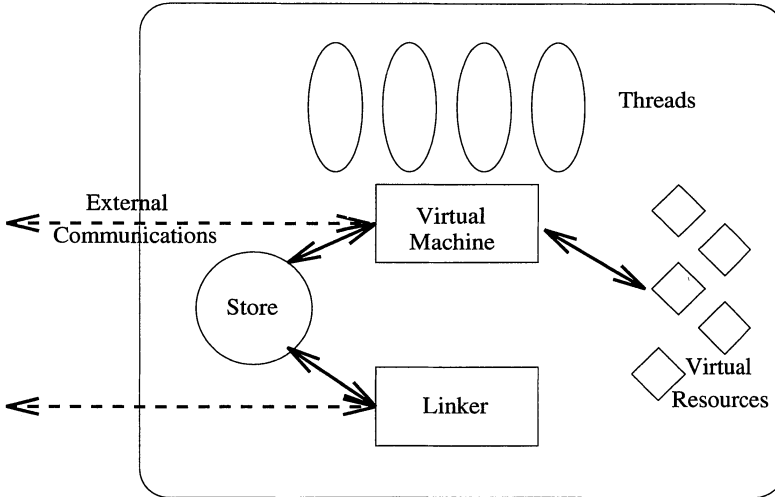 Threads
External
Communications
Virtual
Machine
Store
Virtual
Resources
Linker